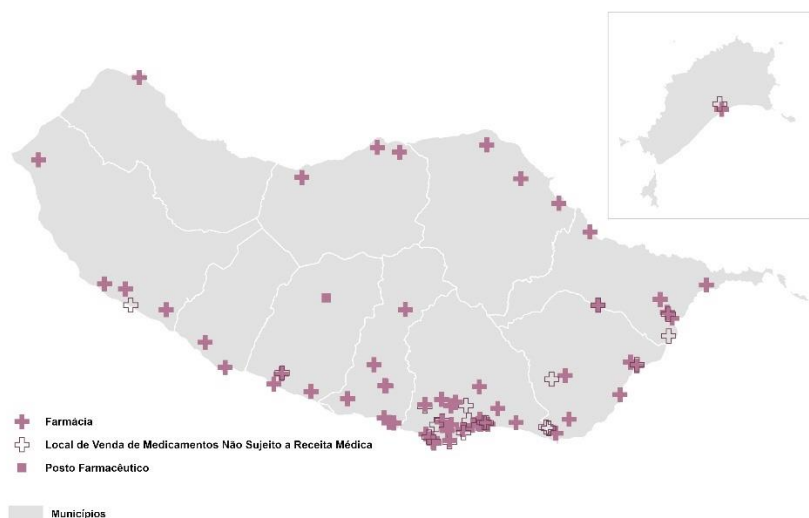 Farmácia
Local de Venda de Medicamentos Não Sujeito a Receita Médica
Posto Farmacêutico
Municípios